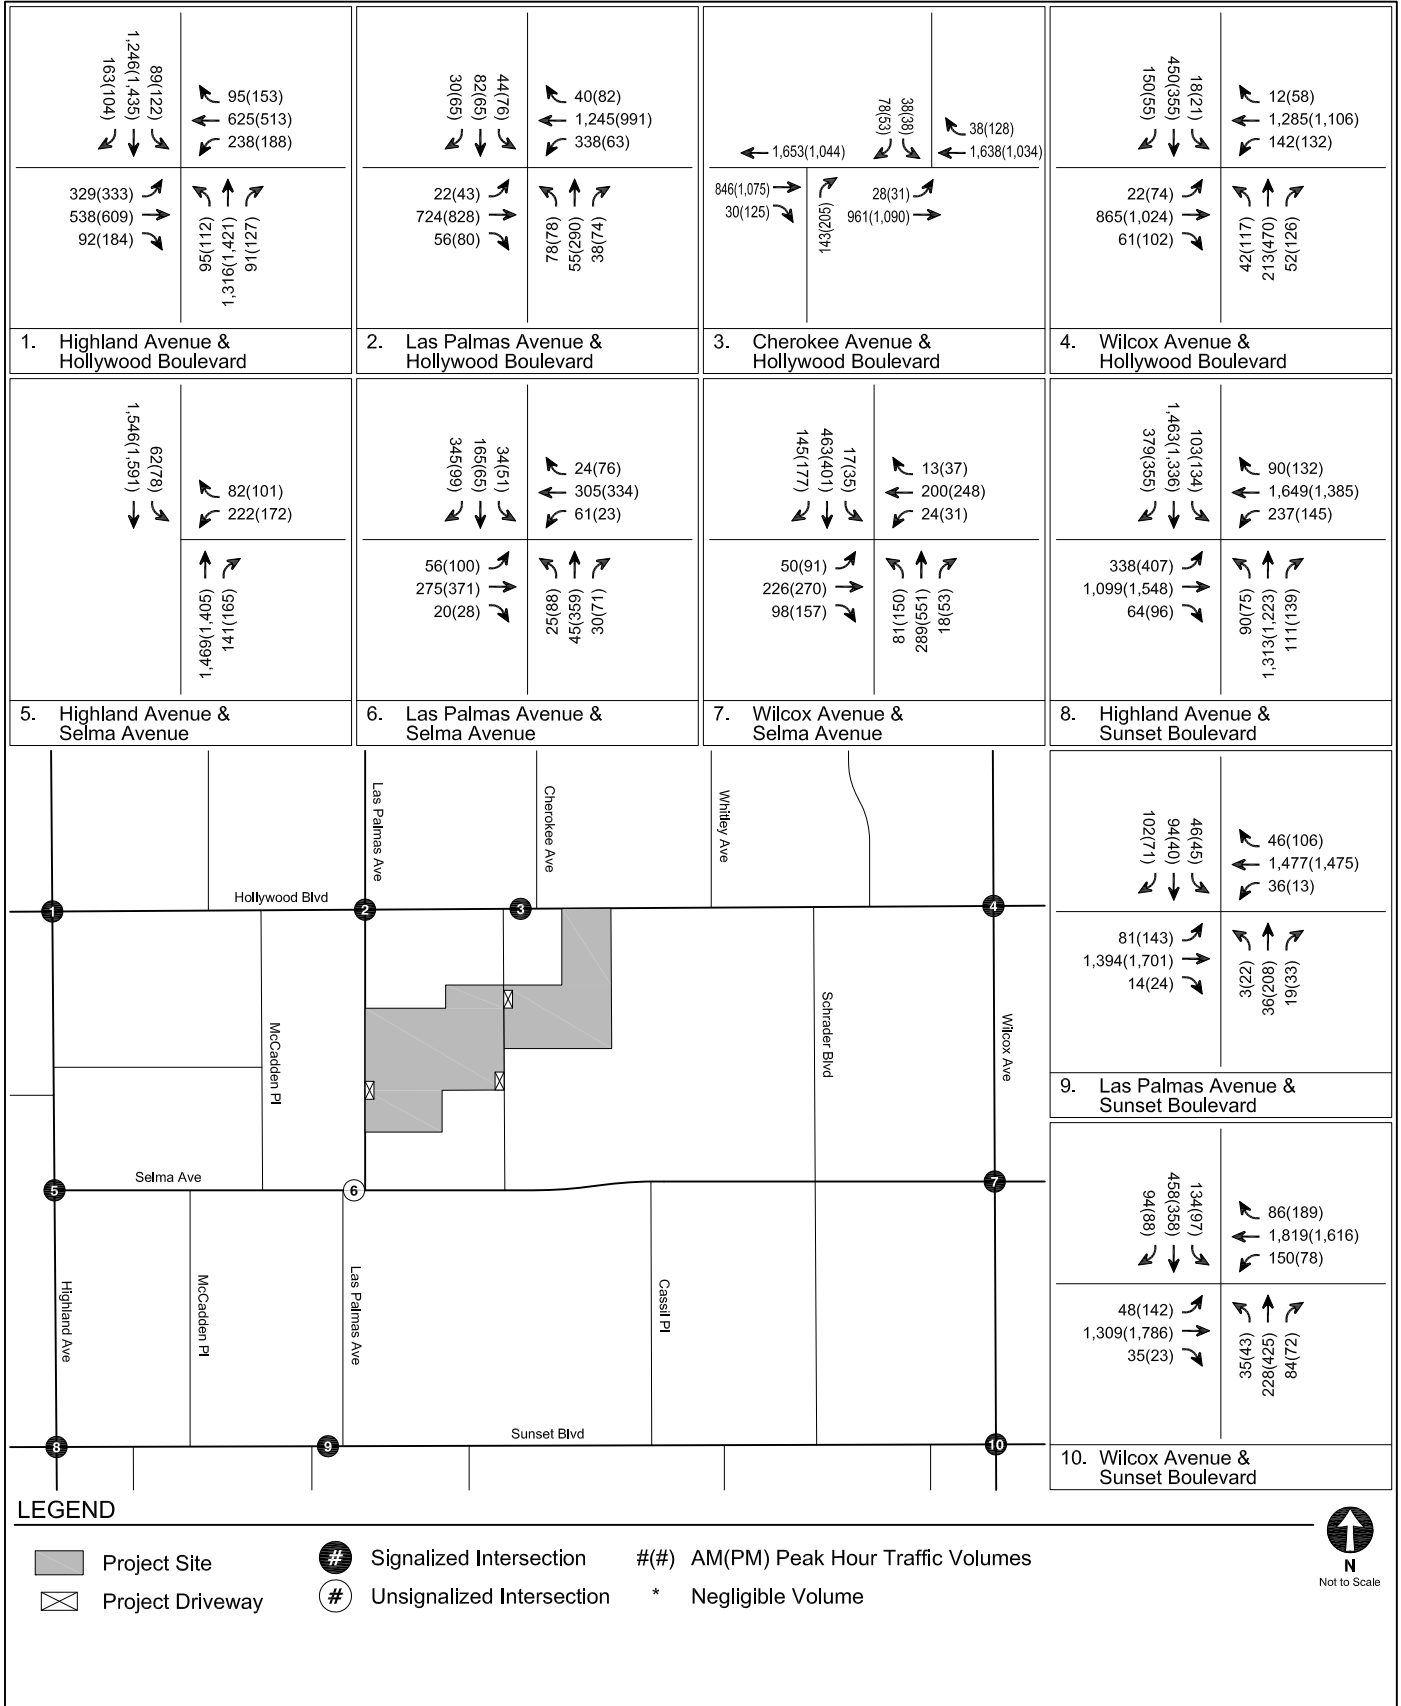 163(104)
1,246(1,435)
89(122)
95(153)
625(513)
238(188)
329(333)
538(609)
92(184)
95(112)
1,316(1,421)
91(127)
1. Highland Avenue &
Hollywood Boulevard
30(65)
82(65)
44(76)
40(82)
1,245(991)
338(63)
22(43)
724(828)
56(80)
78(78)
55(290)
38(74)
2. Las Palmas Avenue &
Hollywood Boulevard
78(53)
38(38)
38(128)
1,653(1,044)
1,638(1,034)
846(1,075)
30(125)
143(205)
28(31)
961(1,090)
3. Cherokee Avenue &
Hollywood Boulevard
150(55)
450(355)
18(21)
12(58)
1,285(1,106)
142(132)
22(74)
865(1,024)
61(102)
42(117)
213(470)
52(126)
4. Wilcox Avenue &
Hollywood Boulevard
1,546(1,591)
62(78)
82(101)
222(172)
1,469(1,405)
141(165)
5. Highland Avenue &
Selma Avenue
345(99)
165(65)
34(51)
24(76)
305(334)
61(23)
56(100)
275(371)
20(28)
25(88)
45(359)
30(71)
6. Las Palmas Avenue &
Selma Avenue
145(177)
463(401)
17(35)
13(37)
200(248)
24(31)
50(91)
226(270)
98(157)
81(150)
289(551)
18(53)
7. Wilcox Avenue &
Selma Avenue
379(355)
1,463(1,336)
103(134)
90(132)
1,649(1,385)
237(145)
338(407)
1,099(1,548)
64(96)
90(75)
1,313(1,222)
111(139)
8. Highland Avenue &
Sunset Boulevard
102(71)
94(40)
46(45)
46(106)
1,477(1,475)
36(13)
81(143)
1,394(1,701)
14(24)
3(22)
36(208)
19(33)
9. Las Palmas Avenue &
Sunset Boulevard
94(88)
458(358)
134(97)
86(189)
1,819(1,616)
150(78)
48(142)
1,309(1,786)
35(23)
35(43)
228(425)
84(72)
10. Wilcox Avenue &
Sunset Boulevard
Las Palmas Ave
Cherokee Ave
Whitley Ave
Hollywood Blvd
1
2
3
4
McCadden Pl
Schrader Blvd
Wilcox Ave
Selma Ave
5
6
7
Highland Ave
McCadden Pl
Las Palmas Ave
Cassil Pl
Sunset Blvd
8
9
10
LEGEND
Project Site
# Signalized Intersection
#(#) AM(PM) Peak Hour Traffic Volumes
Project Driveway
# Unsignalized Intersection
* Negligible Volume
N
Not to Scale